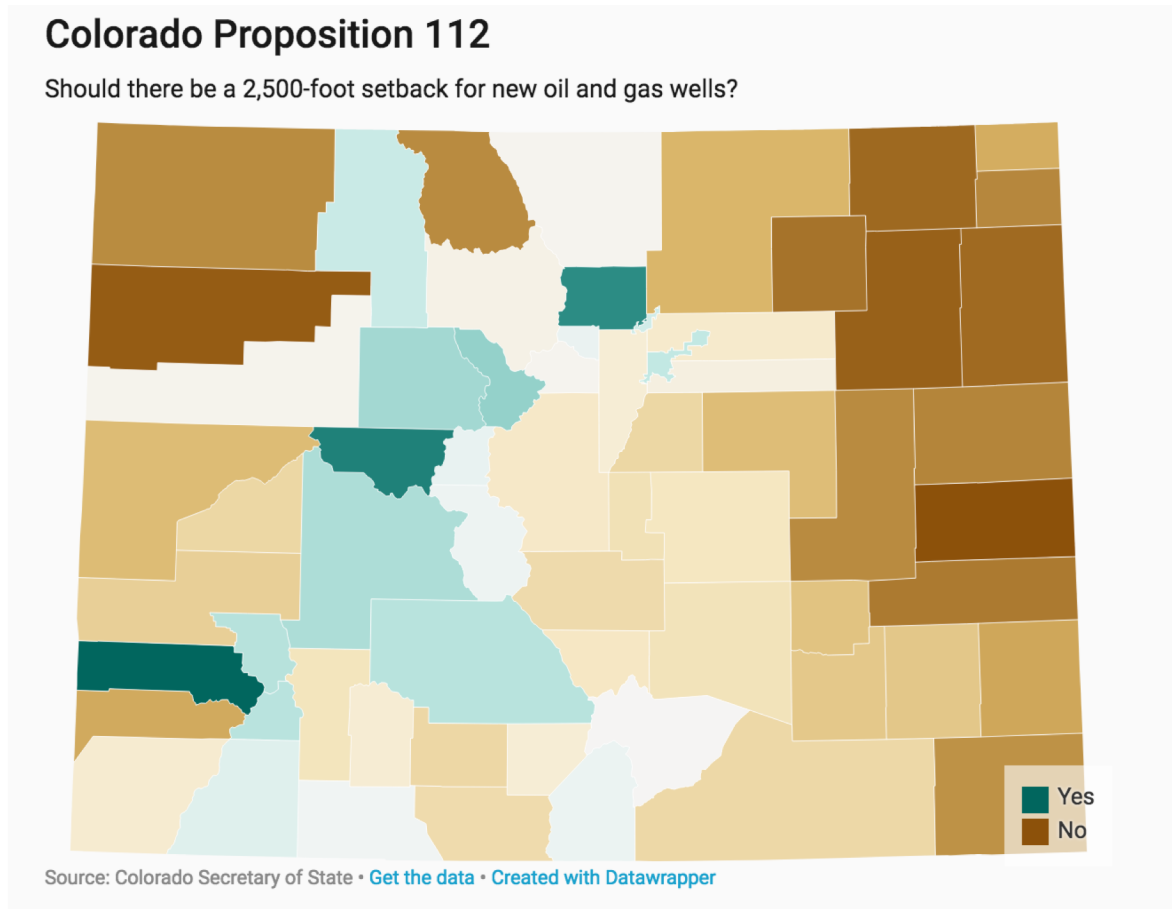 Colorado Proposition 112
Should there be a 2,500-foot setback for new oil and gas wells?
Yes
No
Source: Colorado Secretary of State • Get the data • Created with Datawrapper